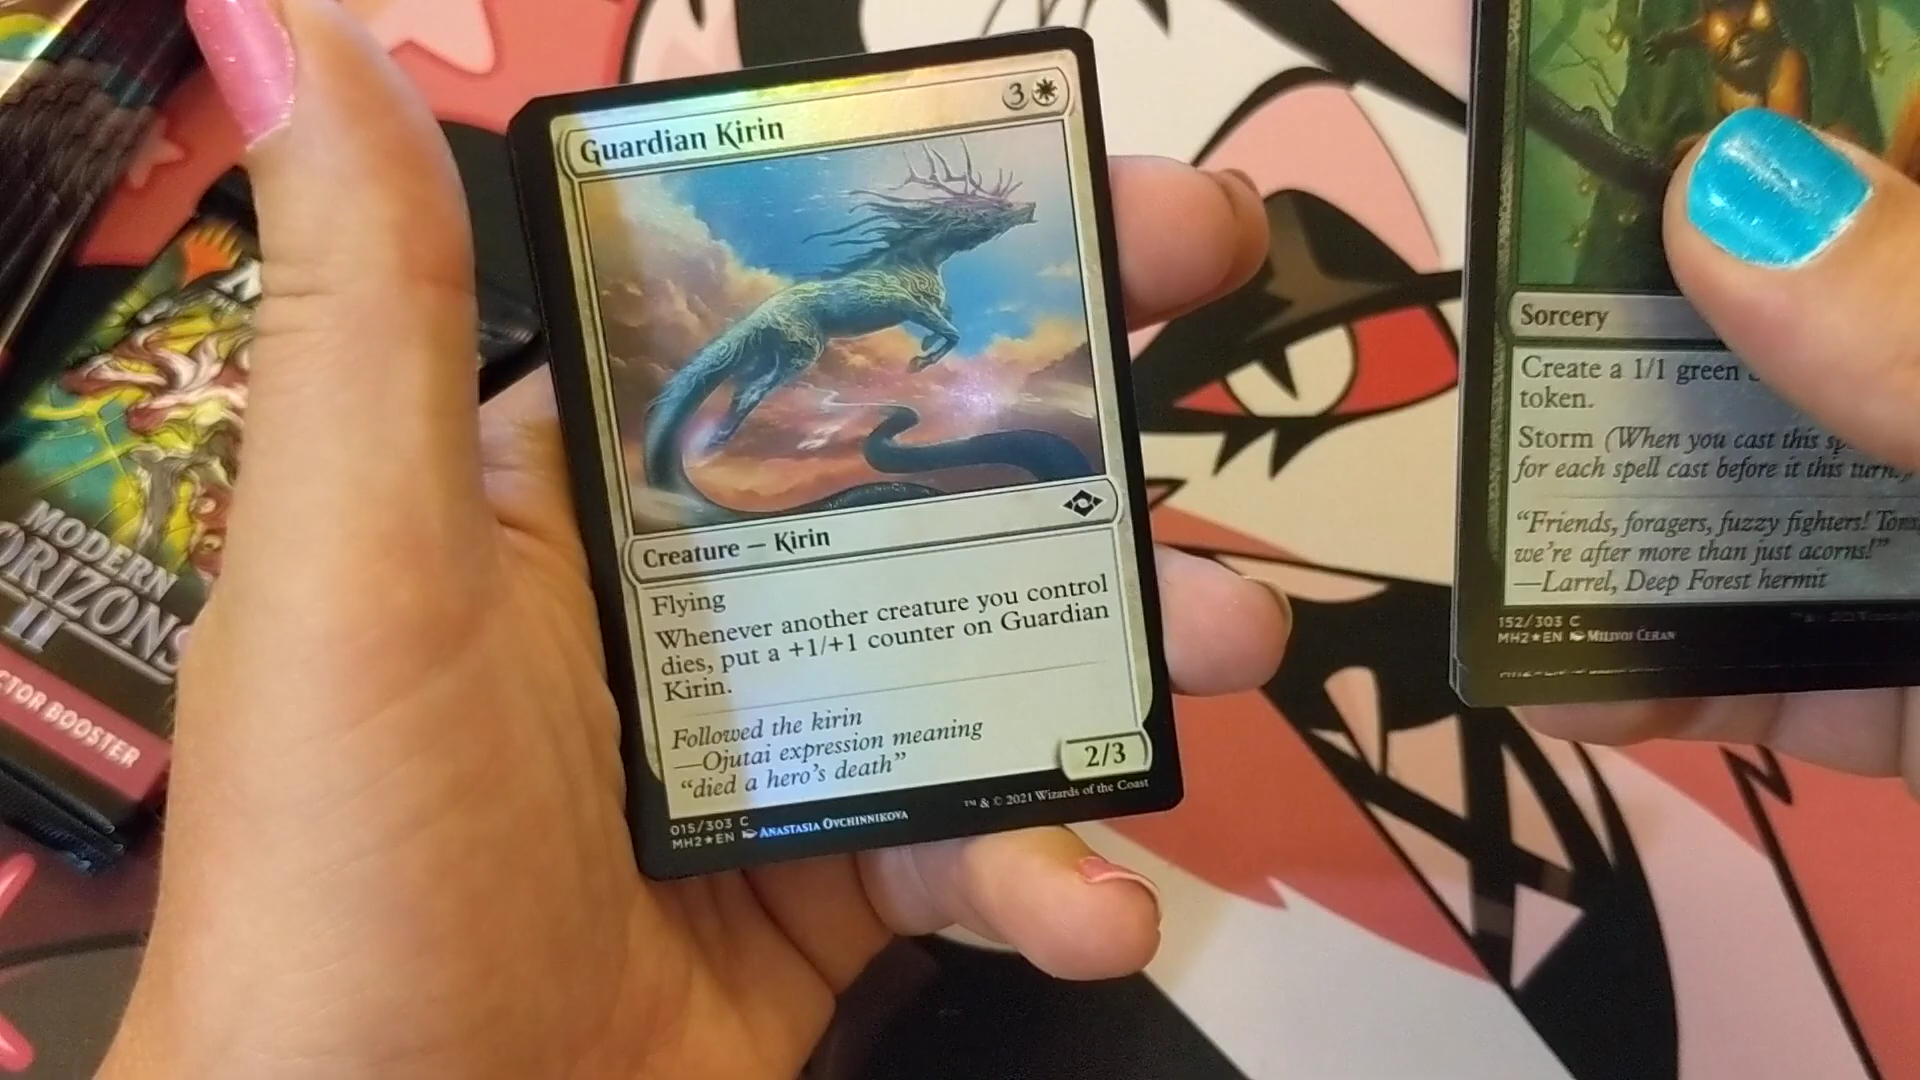 Guardian Kirin
3
Creature — Kirin
Flying
Whenever another creature you control
dies, put a +1/+1 counter on Guardian
Kirin.
Followed the kirin
—Ojutai expression meaning
“died a hero’s death”
2/3
015/303 C
MH2★EN Anastasia Ovchinnikova
™ & © 2021 Wizards of the Coast
Sorcery
Create a 1/1 green
token.
Storm (When you cast this
for each spell cast before it this turn.)
“Friends, foragers, fuzzy fighters!
we’re after more than just acorns!”
—Larrel, Deep Forest hermit
152/303 C
MH2★EN Milivoj Ćeran
MODERN
ORIZONS
II
CTOR BOOSTER